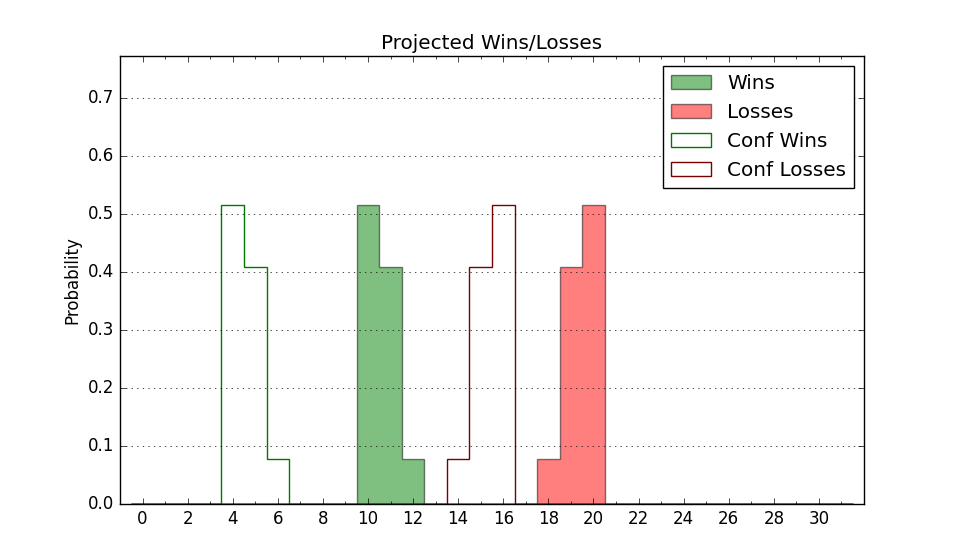 Projected Wins/Losses
Wins
Losses
Conf Wins
Conf Losses
Probability
0.7
0.6
0.5
0.4
0.3
0.2
0.1
0.0
0 2 4 6 8 10 12 14 16 18 20 22 24 26 28 30